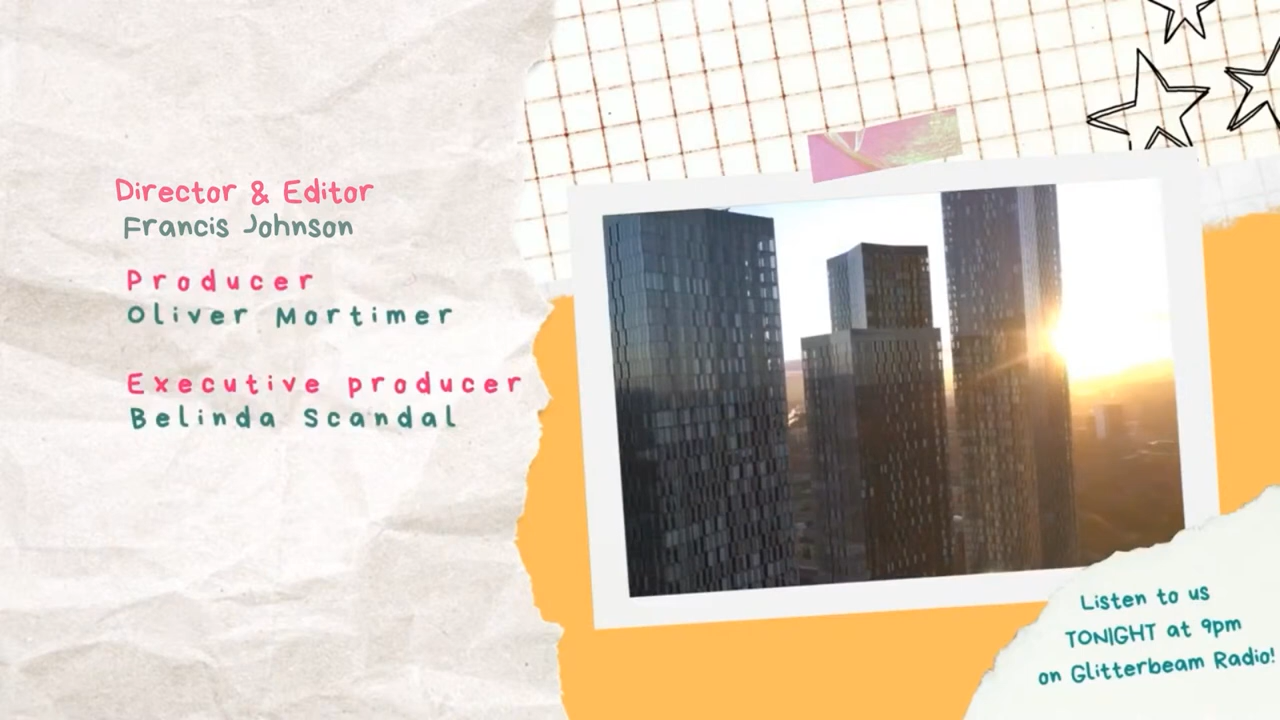 Director & Editor
Francis Johnson
Producer
Oliver Mortimer
Executive producer
Belinda Scandal
Listen to us
TONIGHT at 9pm
on Glitterbeam Radio!